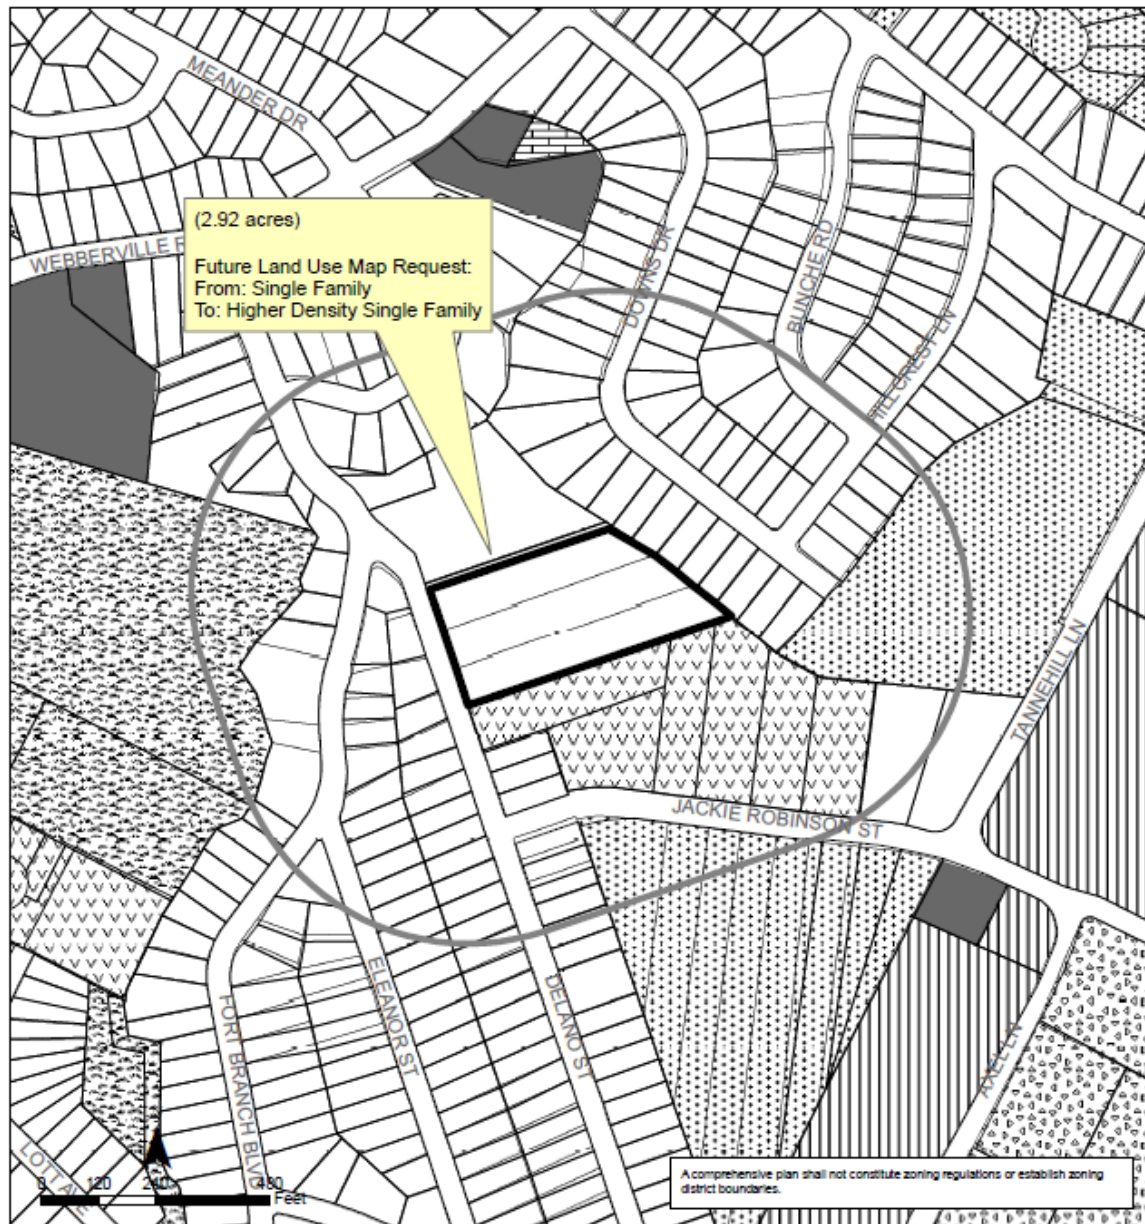 MEANDER DR
(2.92 acres)
Future Land Use Map Request:
From: Single Family
To: Higher Density Single Family
WEBBERVILLE R
DOWNS DR
BUNCHE RD
HILLCREST LN
TANNEHILL LN
JACKIE ROBINSON ST
ELEANOR ST
DELANO ST
FORT BRANCH BLVD
AXEL LN
LOTT AVE
0 120 240 480
Feet
A comprehensive plan shall not constitute zoning regulations or establish zoning
district boundaries.